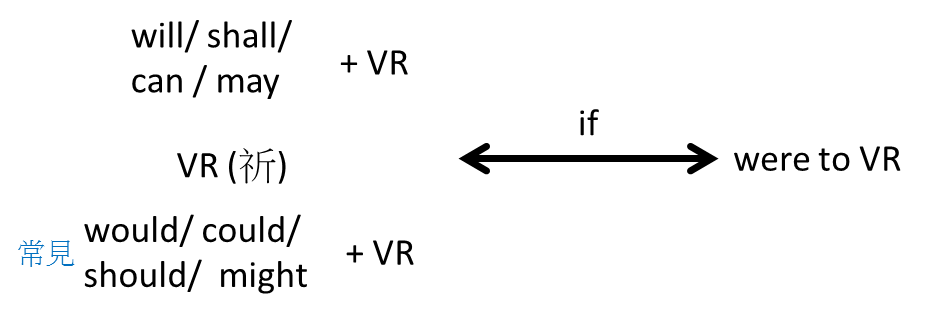 will/ shall/
can / may
+ VR
if
VR (祈)
were to VR
常見
would/ could/
should/ might
+ VR